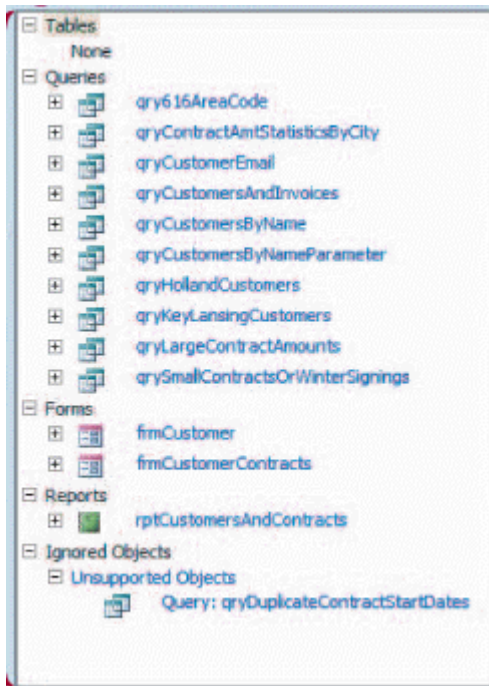 Tables
None
Queries
qry616AreaCode
qryContractAmtStatisticsByCity
qryCustomerEmail
qryCustomersAndInvoices
qryCustomersByName
qryCustomersByNameParameter
qryHollandCustomers
qryKeyLansingCustomers
qryLargeContractAmounts
qrySmallContractsOrWinterSignings
Forms
frmCustomer
frmCustomerContracts
Reports
rptCustomersAndContracts
Ignored Objects
Unsupported Objects
Query: qryDuplicateContractStartDates